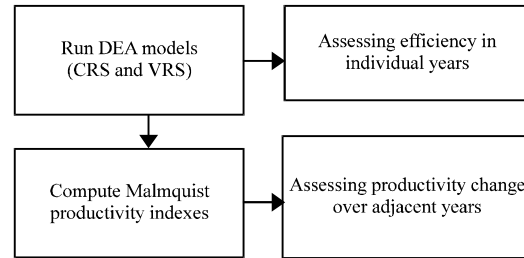 Run DEA models
(CRS and VRS)
Assessing efficiency in
individual years
Compute Malmquist
productivity indexes
Assessing productivity change
over adjacent years